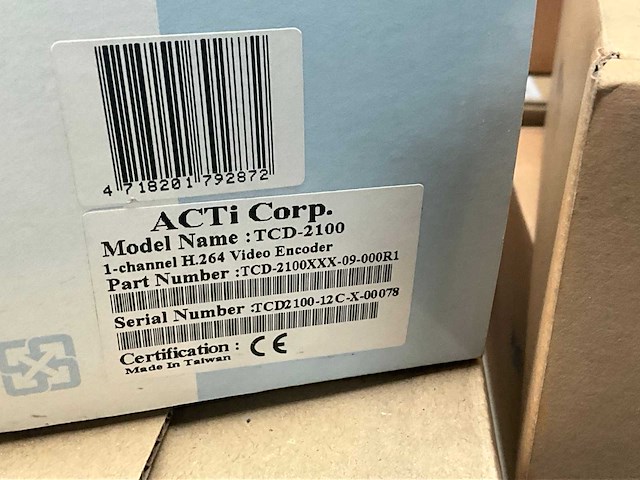 4 718201 792872
ACTi Corp.
Model Name : TCD-2100
1-channel H.264 Video Encoder
Part Number :TCD-2100XXX-09-000R1
Serial Number :TCD2100-12C-X-00078
Certification : CE
Made In Taiwan